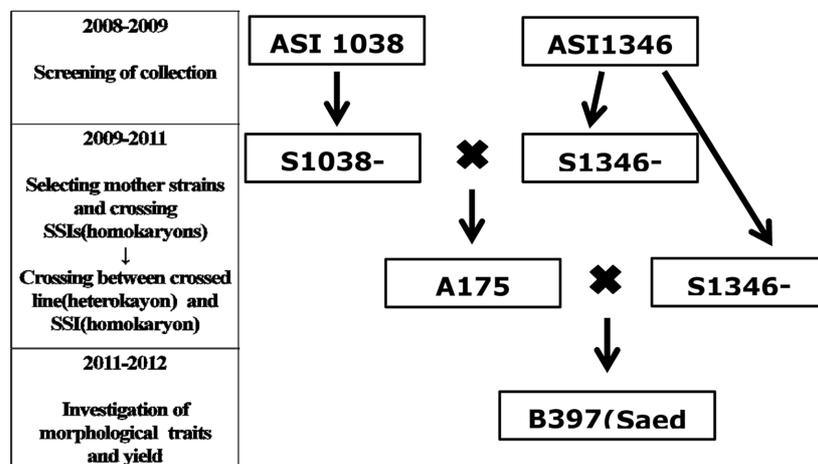 2008-2009
Screening of collection
2009-2011
Selecting mother strains
and crossing
SSIs(homokaryons)
↓
Crossing between crossed
line(heterokayon) and
SSI(homokaryon)
2011-2012
Investigation of
morphological traits
and yield
ASI 1038
ASI1346
S1038-
S1346-
A175
S1346-
B397(Saed